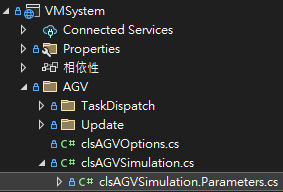 VMSystem
Connected Services
Properties
相依性
AGV
TaskDispatch
Update
C# clsAGVOptions.cs
C# clsAGVSimulation.cs
C# clsAGVSimulation.Parameters.cs